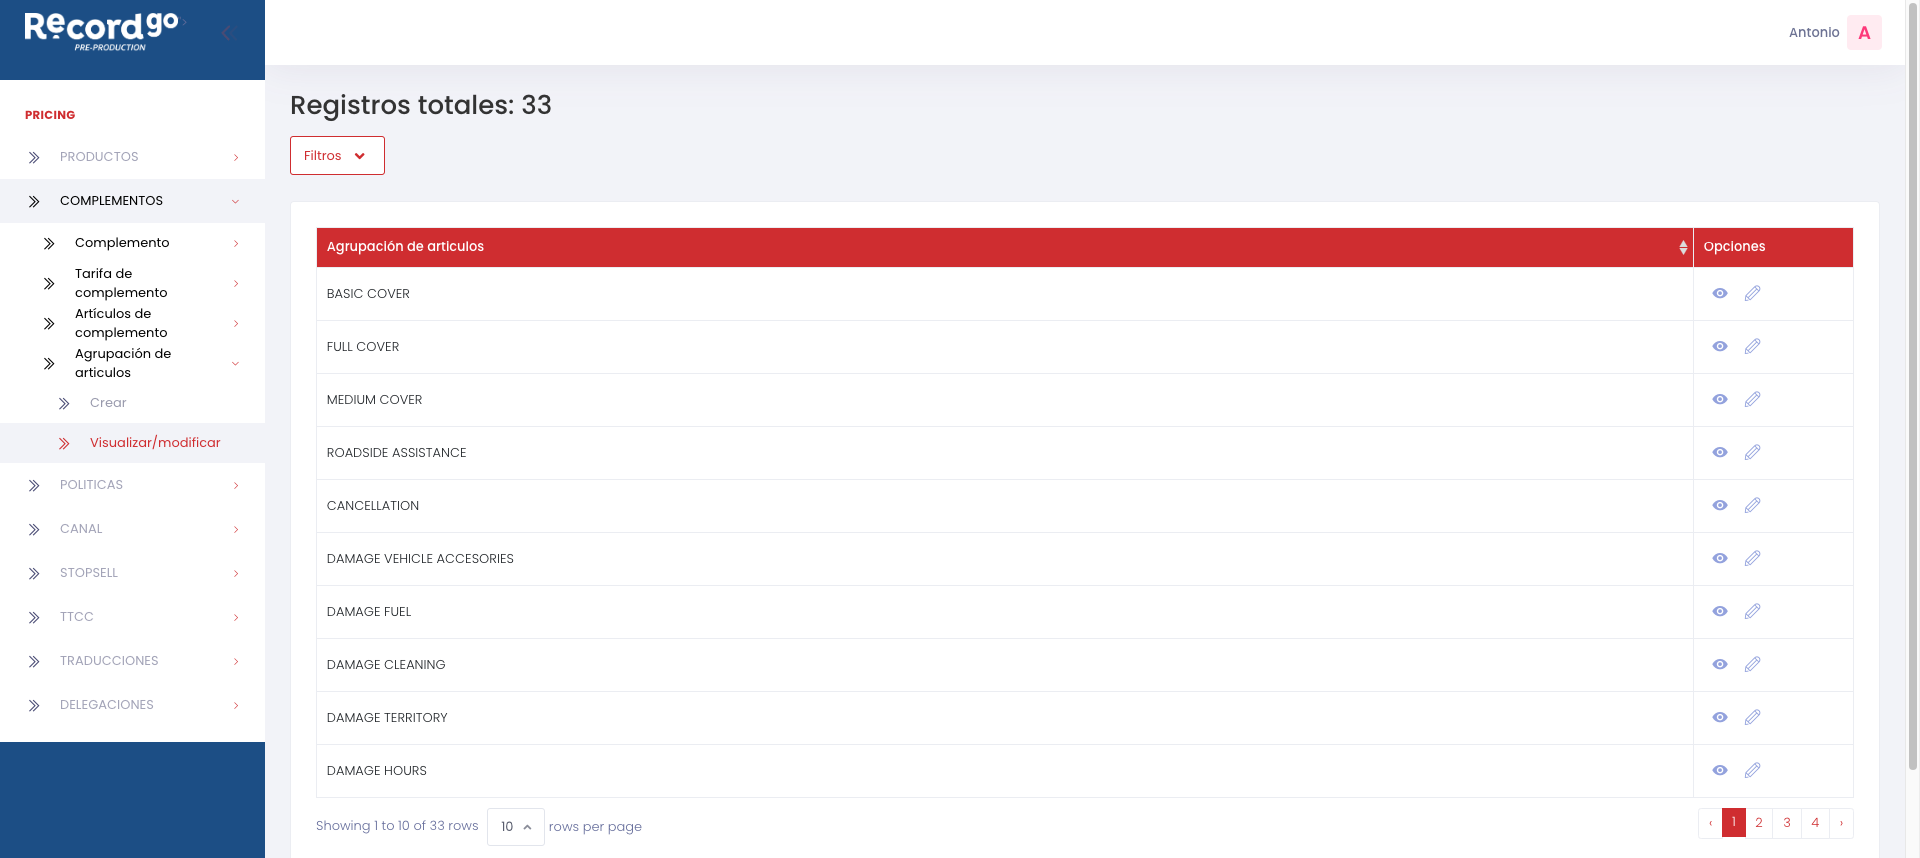 Recordgo
PRE-PRODUCTION
Antonio
A
PRICING
PRODUCTOS
COMPLEMENTOS
Complemento
Tarifa de
complemento
Artículos de
complemento
Agrupación de
articulos
Crear
Visualizar/modificar
POLITICAS
CANAL
STOPSELL
TTCC
TRADUCCIONES
DELEGACIONES
Registros totales: 33
Filtros
Agrupación de articulos Opciones
BASIC COVER
FULL COVER
MEDIUM COVER
ROADSIDE ASSISTANCE
CANCELLATION
DAMAGE VEHICLE ACCESORIES
DAMAGE FUEL
DAMAGE CLEANING
DAMAGE TERRITORY
DAMAGE HOURS
Showing 1 to 10 of 33 rows 10 rows per page
‹ 1 2 3 4 ›